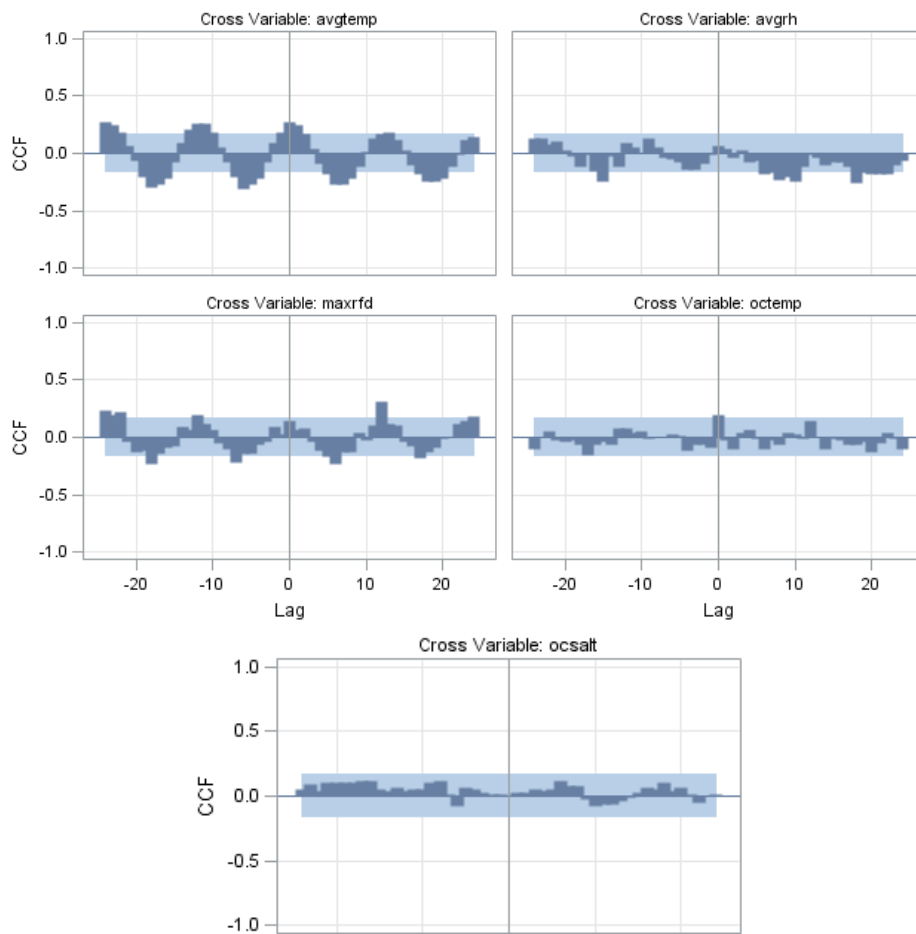 Cross Variable: avgtemp
Cross Variable: avgrh
1.0
0.5
0.0
-0.5
-1.0
CCF
Cross Variable: maxrfd
Cross Variable: octemp
1.0
0.5
0.0
-0.5
-1.0
CCF
-20 -10 0 10 20
-20 -10 0 10 20
Lag
Lag
Cross Variable: ocsalt
1.0
0.5
0.0
-0.5
-1.0
CCF